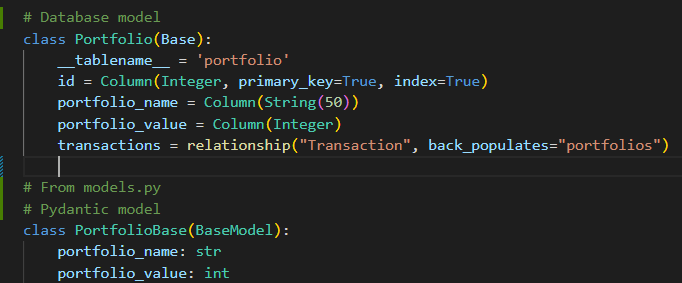 # Database model
class Portfolio(Base):
    __tablename__ = 'portfolio'
    id = Column(Integer, primary_key=True, index=True)
    portfolio_name = Column(String(50))
    portfolio_value = Column(Integer)
    transactions = relationship("Transaction", back_populates="portfolios")
# From models.py
# Pydantic model
class PortfolioBase(BaseModel):
    portfolio_name: str
    portfolio_value: int